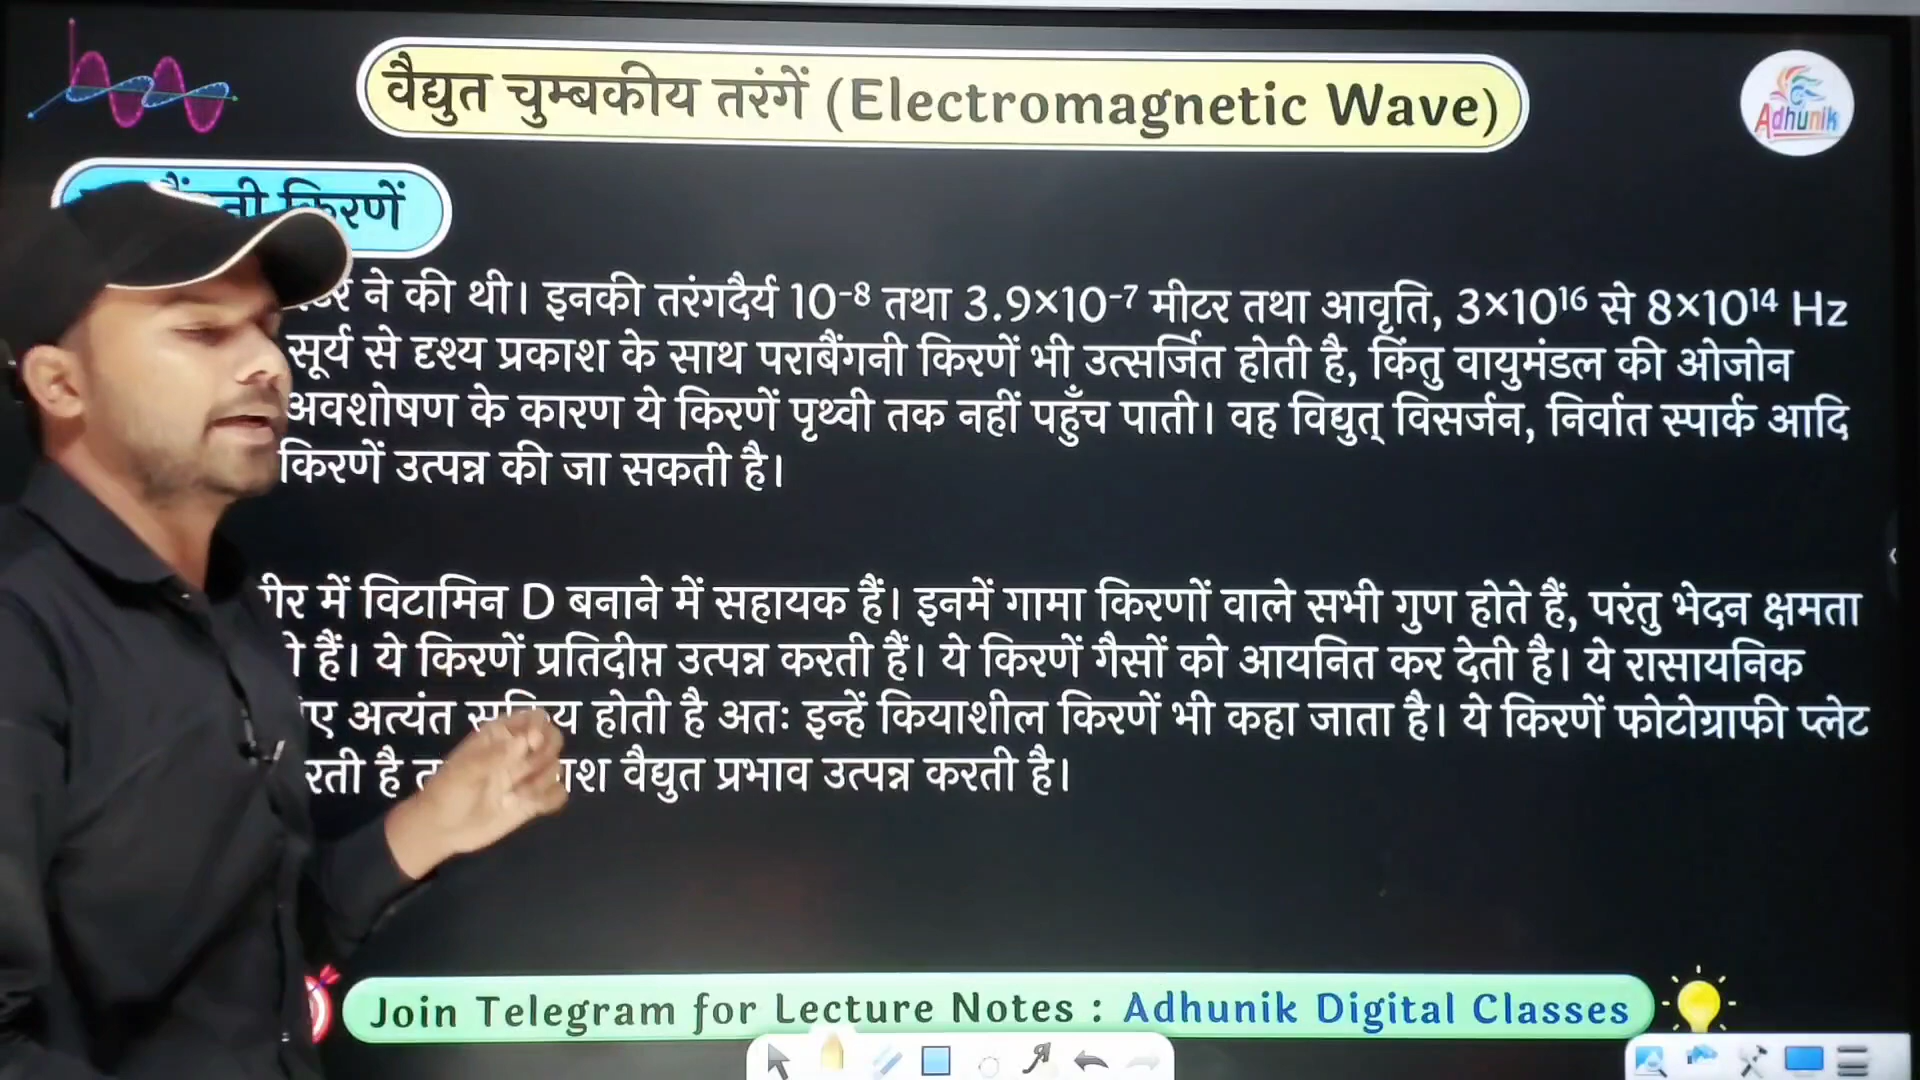 वैद्युत चुम्बकीय तरंगें (Electromagnetic Wave)
Adhunik
किरणें
ने की थी। इनकी तरंगदैर्य 10⁻⁸ तथा 3.9×10⁻⁷ मीटर तथा आवृति, 3×10¹⁶ से 8×10¹⁴ Hz
सूर्य से दृश्य प्रकाश के साथ पराबैंगनी किरणें भी उत्सर्जित होती है, किंतु वायुमंडल की ओजोन
अवशोषण के कारण ये किरणें पृथ्वी तक नहीं पहुँच पाती। वह विद्युत् विसर्जन, निर्वात स्पार्क आदि
किरणें उत्पन्न की जा सकती है।
में विटामिन D बनाने में सहायक हैं। इनमें गामा किरणों वाले सभी गुण होते हैं, परंतु भेदन क्षमता
हैं। ये किरणें प्रतिदीप्त उत्पन्न करती हैं। ये किरणें गैसों को आयनित कर देती है। ये रासायनिक
अत्यंत सक्रिय होती है अतः इन्हें कियाशील किरणें भी कहा जाता है। ये किरणें फोटोग्राफी प्लेट
है वैद्युत प्रभाव उत्पन्न करती है।
Join Telegram for Lecture Notes : Adhunik Digital Classes